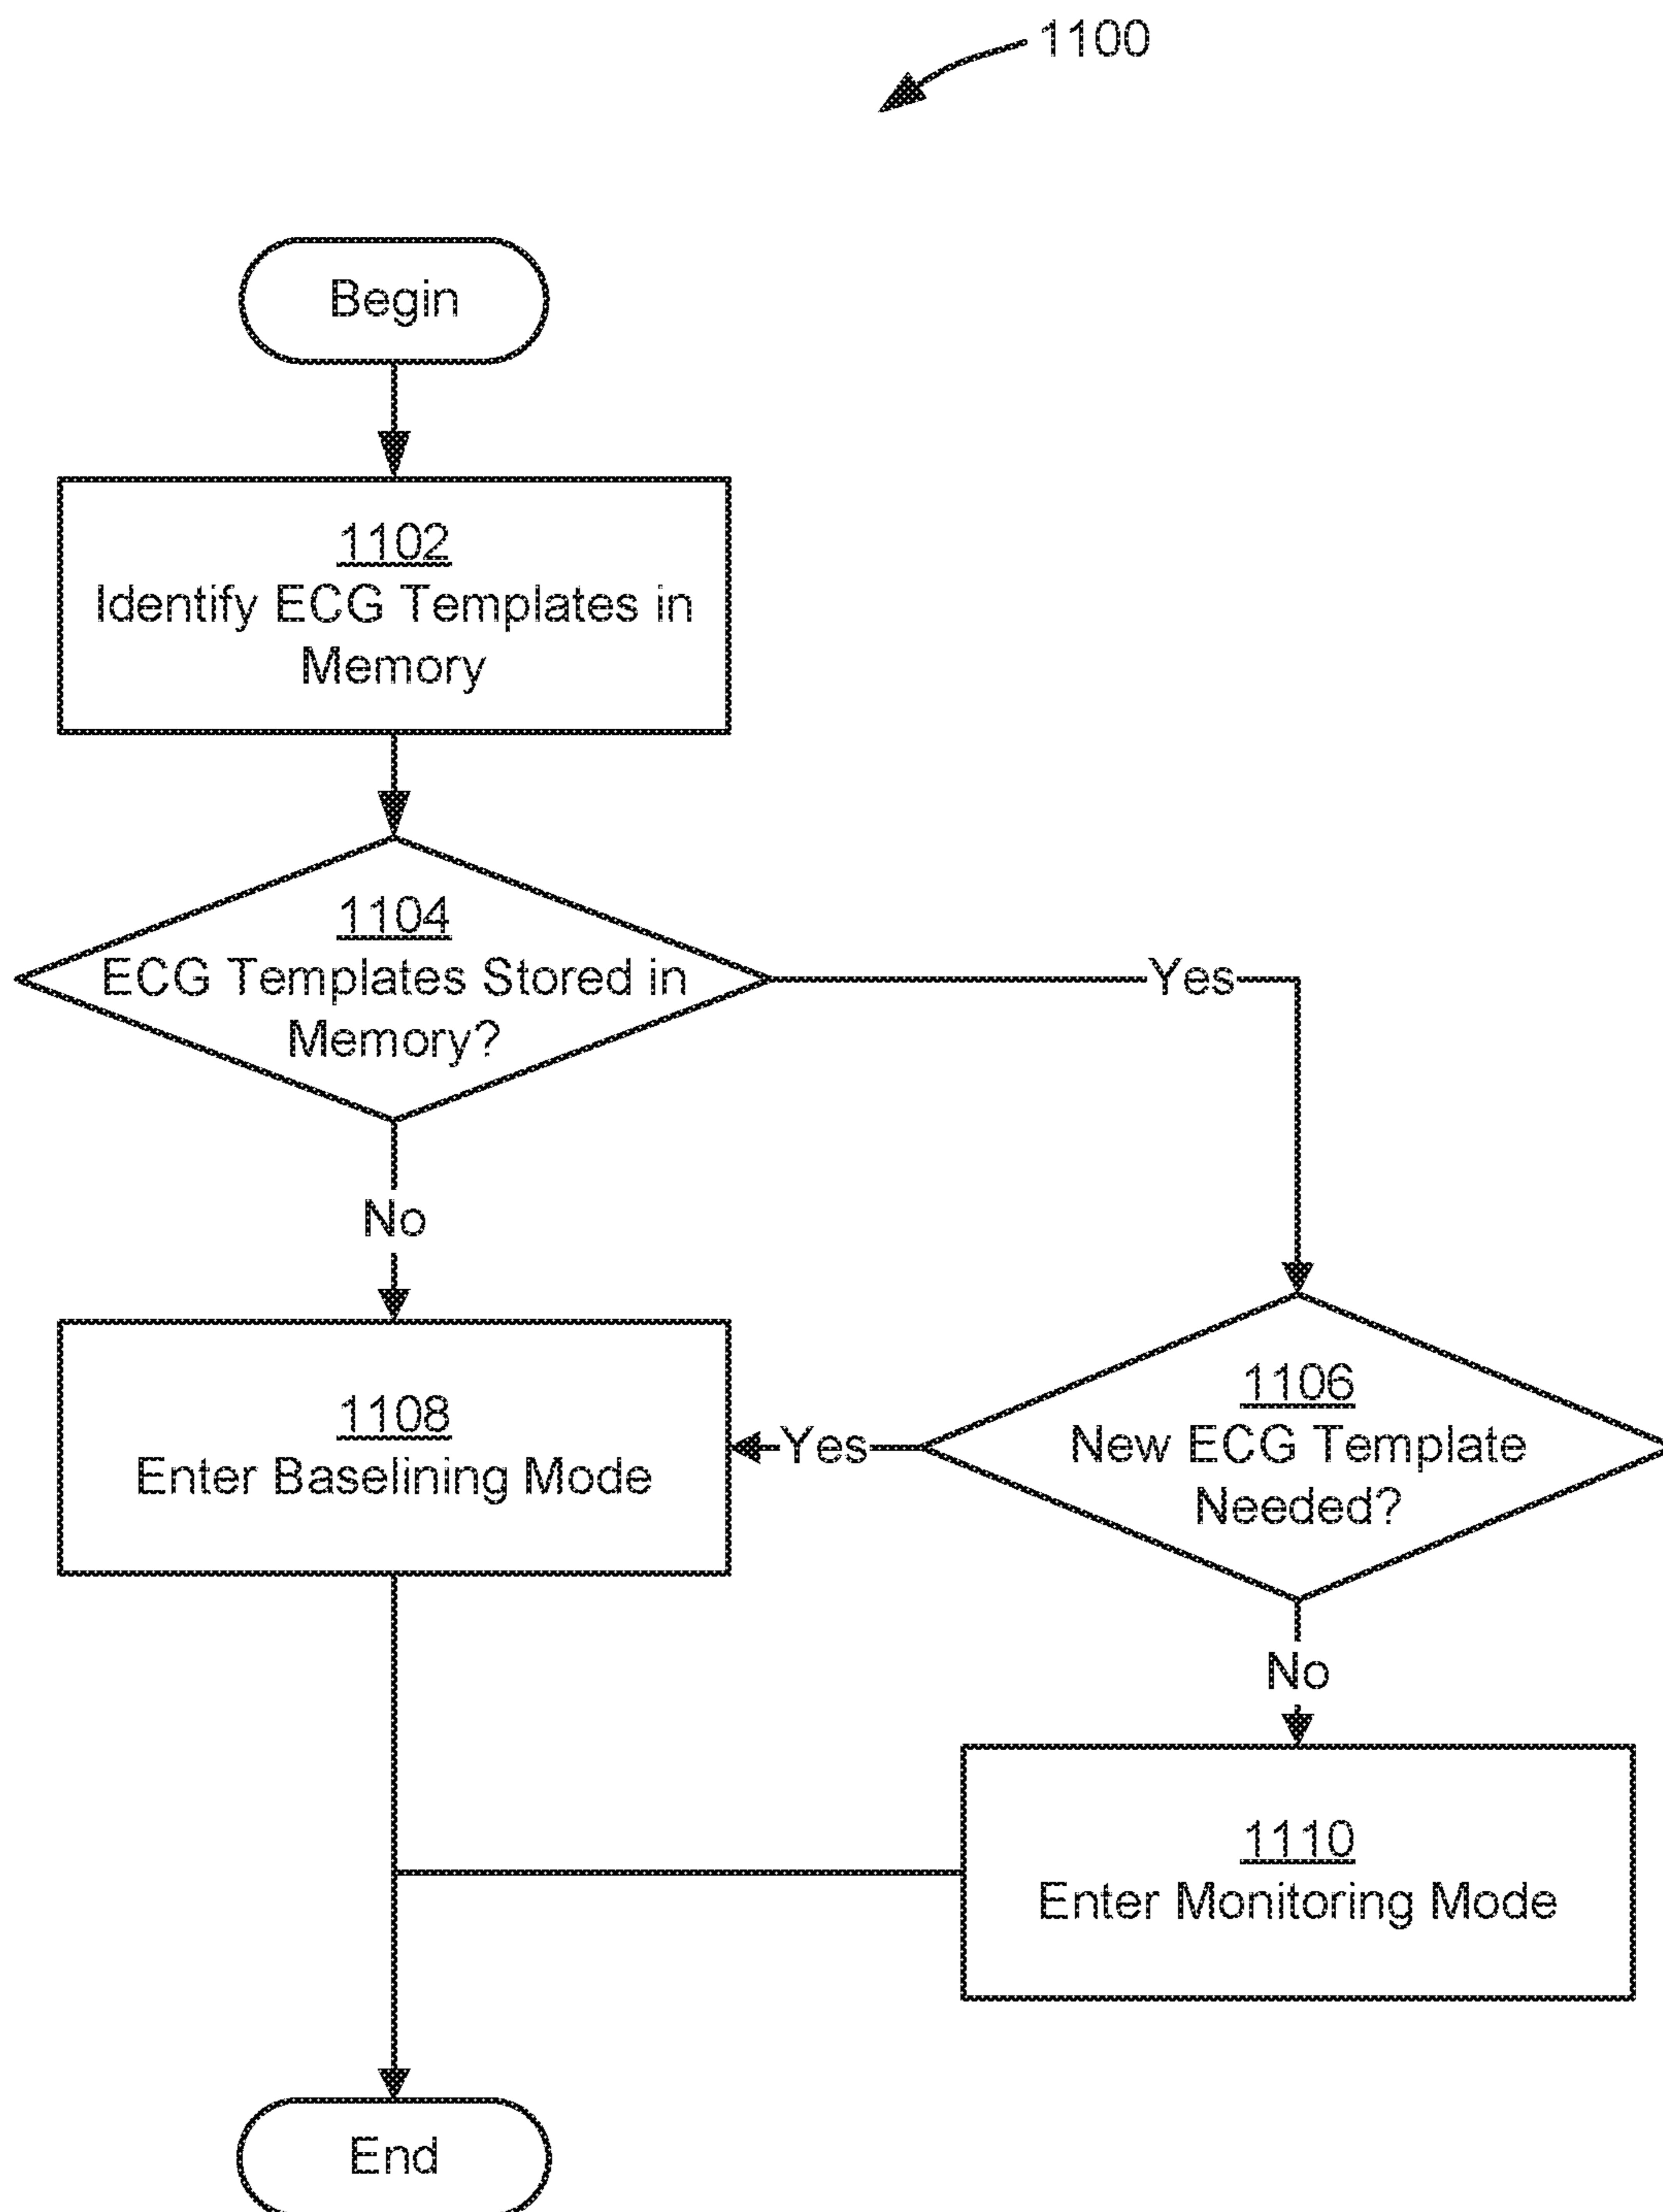 1100
Begin
1102
Identify ECG Templates in
Memory
1104
ECG Templates Stored in
Memory?
Yes
No
1108
Enter Baselining Mode
Yes
1106
New ECG Template
Needed?
No
1110
Enter Monitoring Mode
End